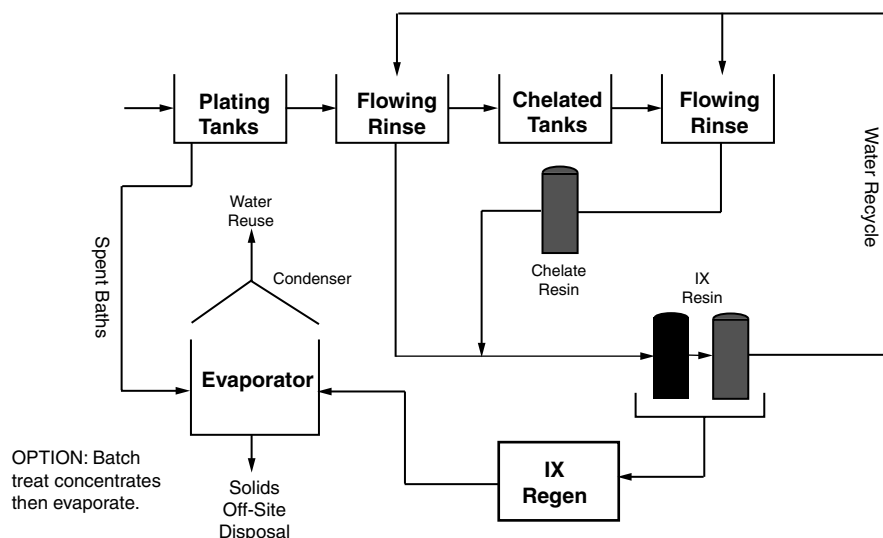 Plating
Tanks
Flowing
Rinse
Chelated
Tanks
Flowing
Rinse
Water Recycle
Water
Reuse
Condenser
Chelate
Resin
IX
Resin
Spent Baths
Evaporator
OPTION: Batch
treat concentrates
then evaporate.
Solids
Off-Site
Disposal
IX
Regen